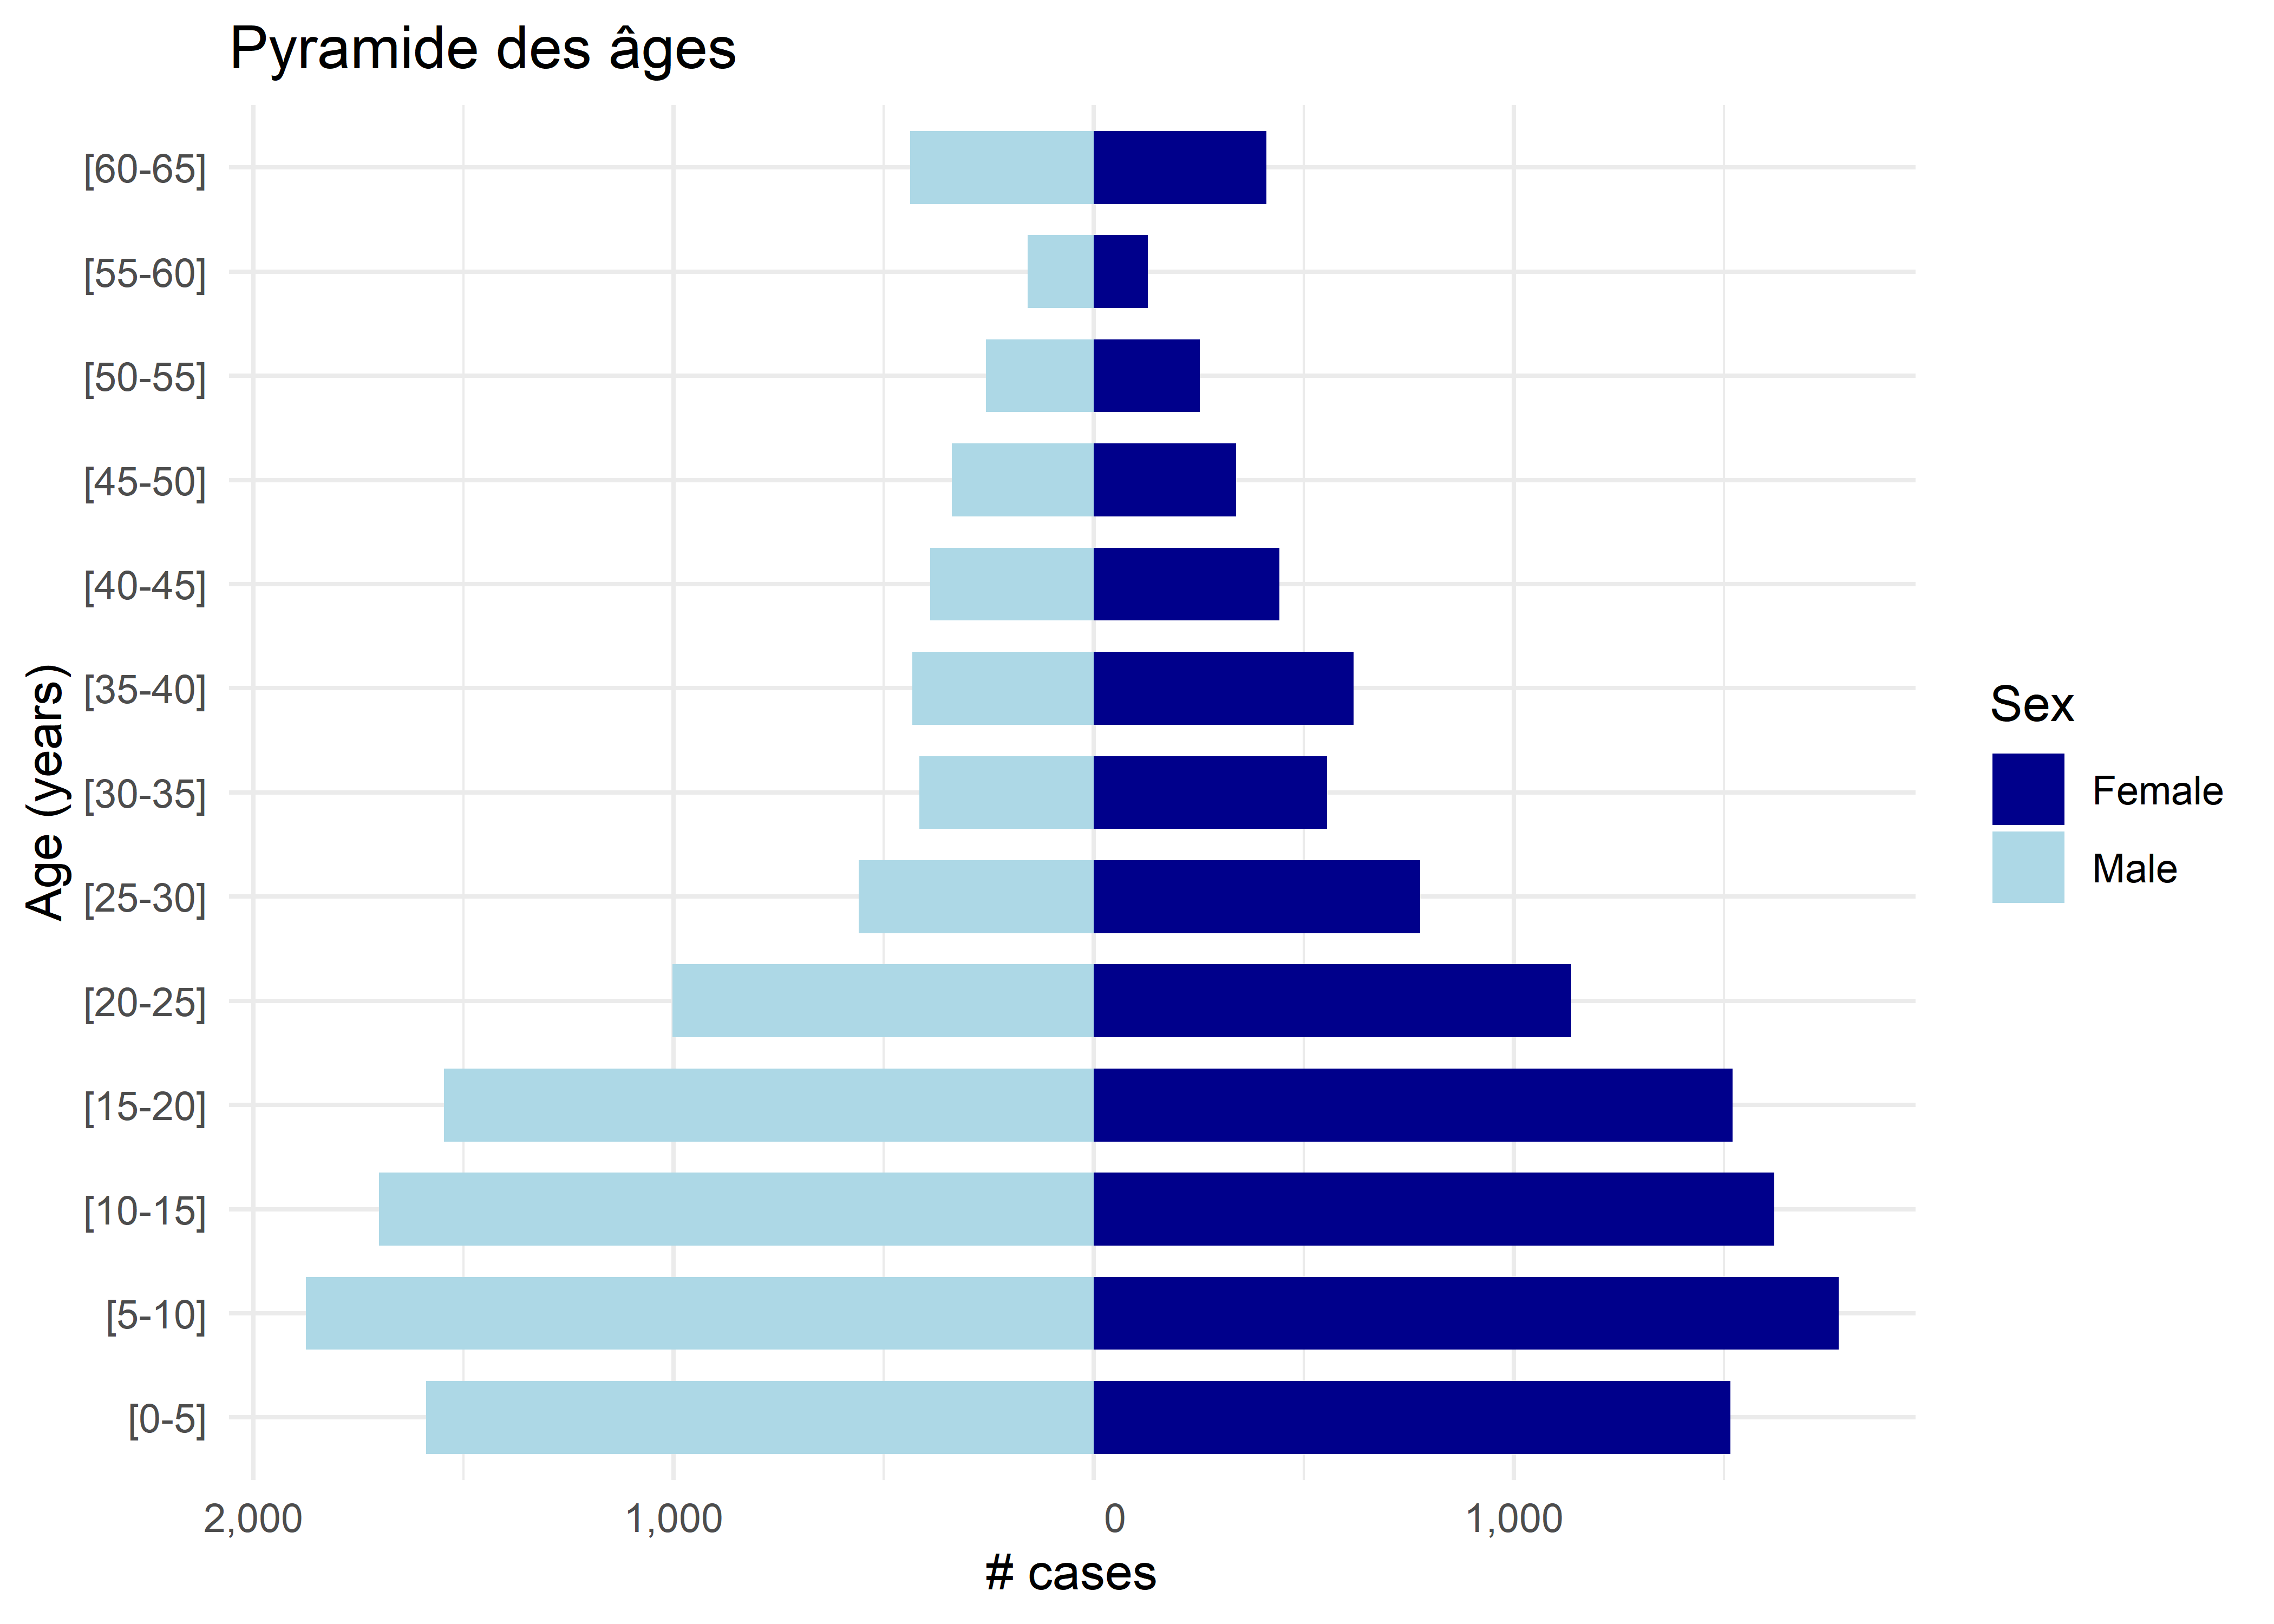 Pyramide des âges
[60-65]
[55-60]
[50-55]
[45-50]
[40-45]
[35-40]
[30-35]
[25-30]
[20-25]
[15-20]
[10-15]
[5-10]
[0-5]
Age (years)
2,000 1,000 0 1,000
# cases
Sex
Female
Male